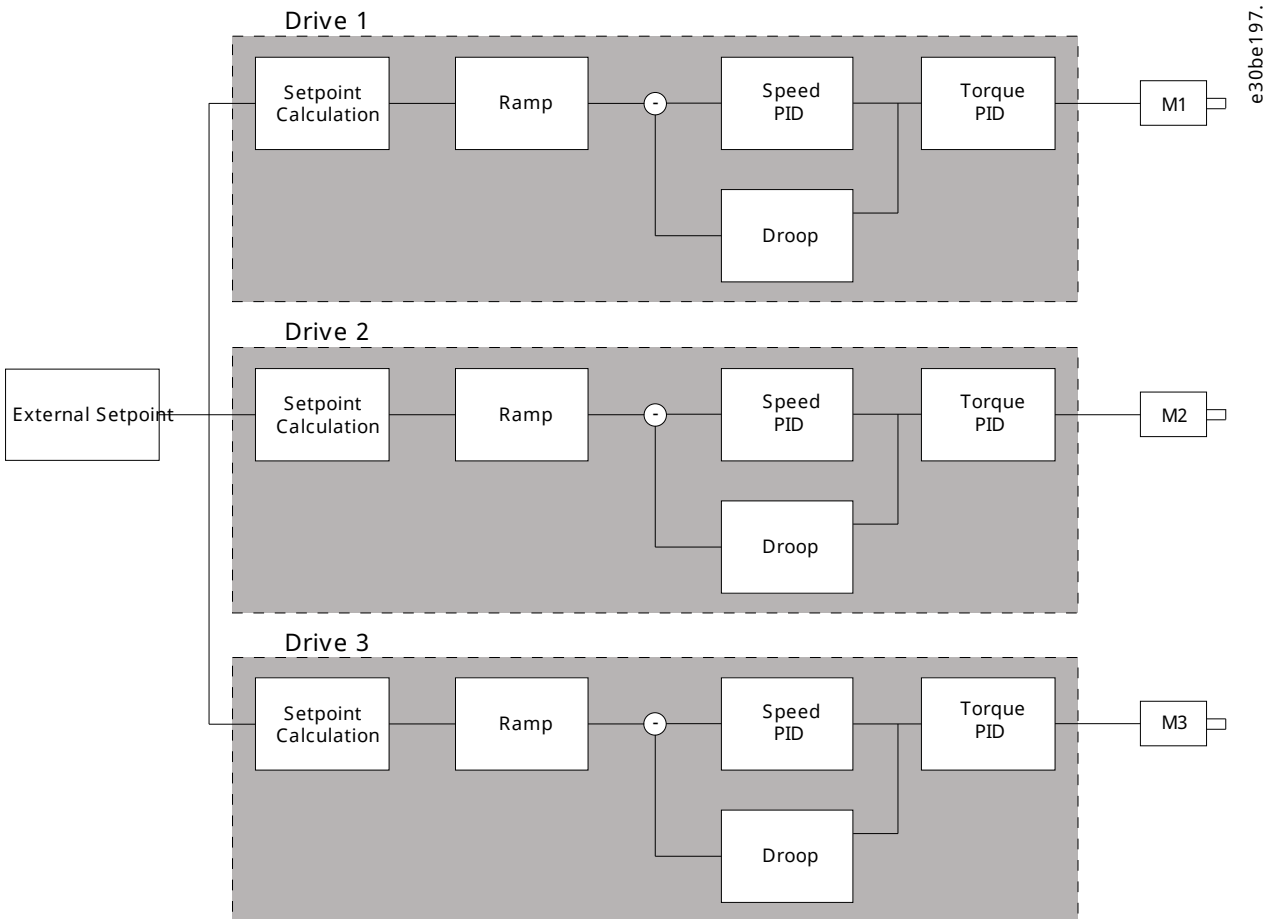 Drive 1
Setpoint
Calculation
Ramp
-
Speed
PID
Torque
PID
M1
Droop
e30be197.
Drive 2
External Setpoint
Setpoint
Calculation
Ramp
-
Speed
PID
Torque
PID
M2
Droop
Drive 3
Setpoint
Calculation
Ramp
-
Speed
PID
Torque
PID
M3
Droop